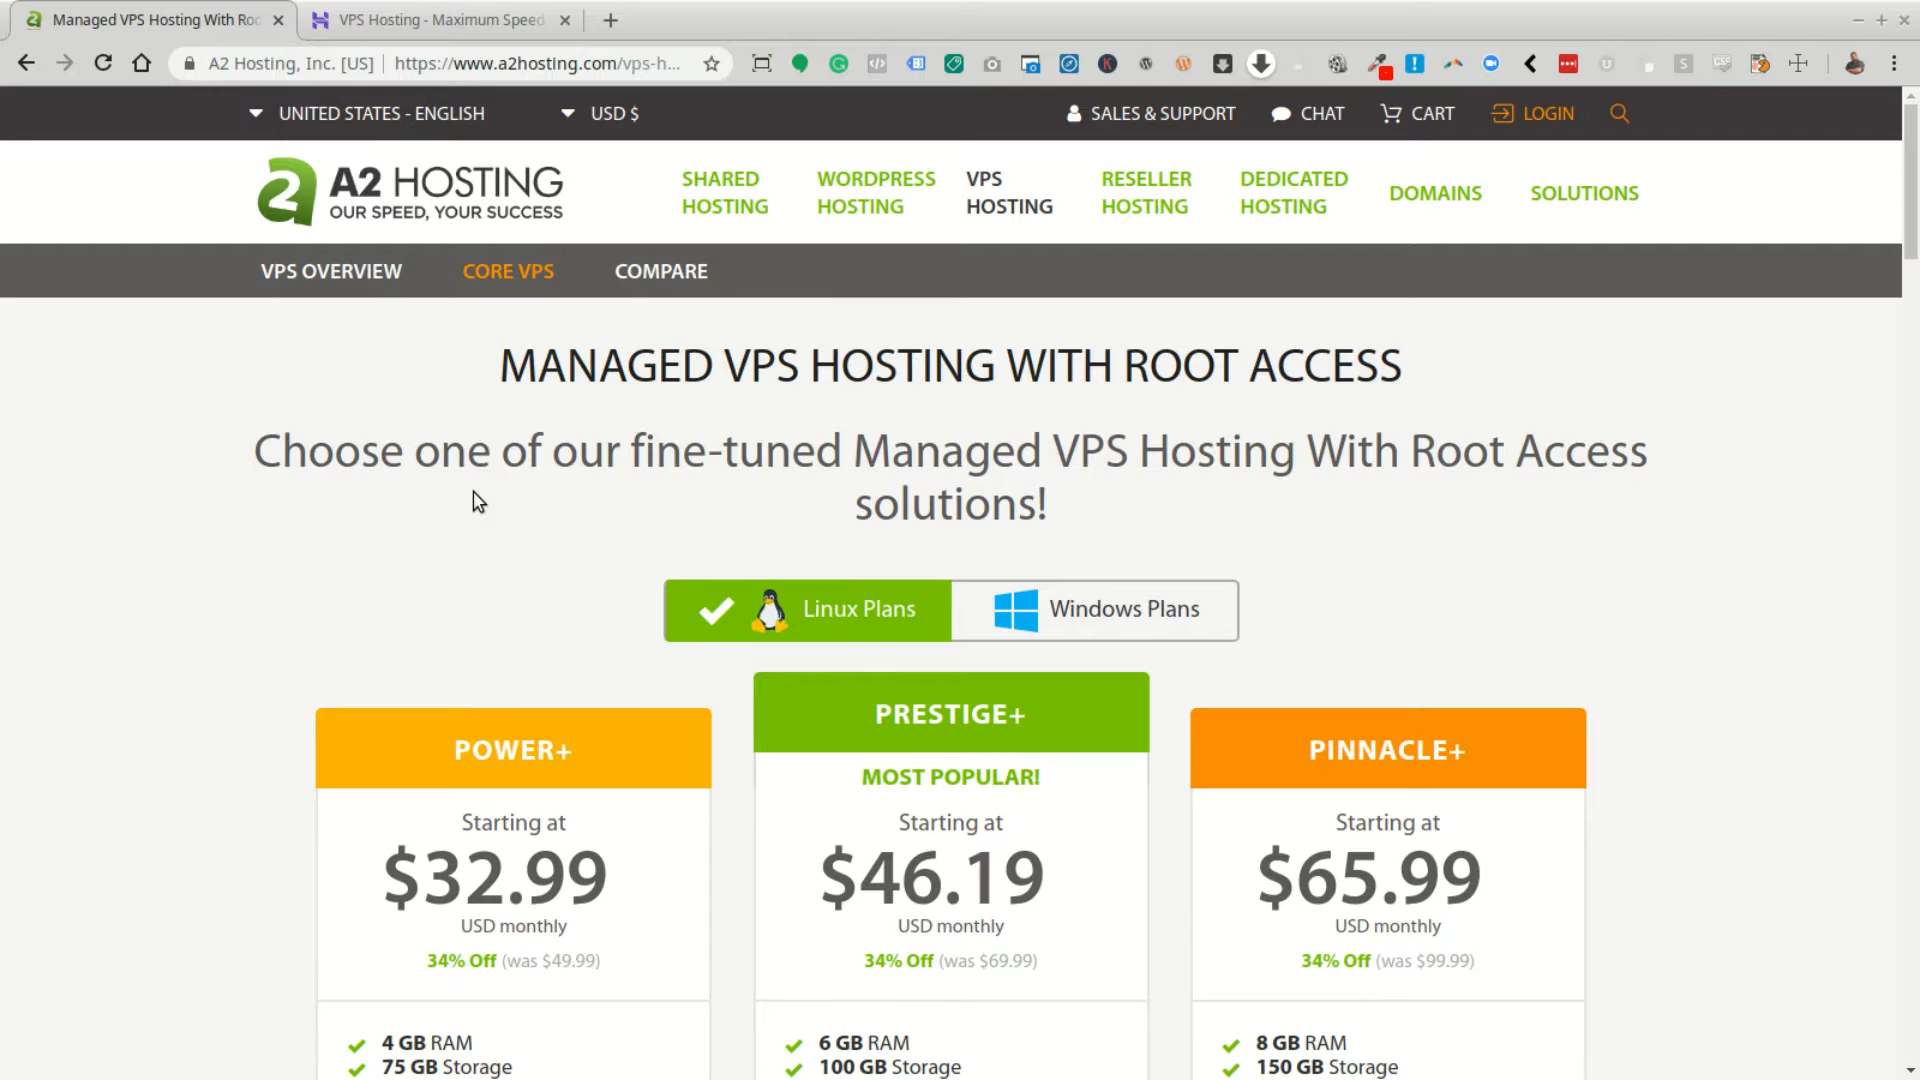 Managed VPS Hosting With Roo
VPS Hosting - Maximum Speed
A2 Hosting, Inc. [US]
https://www.a2hosting.com/vps-h...
UNITED STATES - ENGLISH
USD $
SALES & SUPPORT
CHAT
CART
LOGIN
A2 HOSTING
OUR SPEED, YOUR SUCCESS
SHARED
HOSTING
WORDPRESS
HOSTING
VPS
HOSTING
RESELLER
HOSTING
DEDICATED
HOSTING
DOMAINS
SOLUTIONS
VPS OVERVIEW
CORE VPS
COMPARE
MANAGED VPS HOSTING WITH ROOT ACCESS
Choose one of our fine-tuned Managed VPS Hosting With Root Access
solutions!
Linux Plans
Windows Plans
POWER+
Starting at
$32.99
USD monthly
34% Off (was $49.99)
4 GB RAM
75 GB Storage
PRESTIGE+
MOST POPULAR!
Starting at
$46.19
USD monthly
34% Off (was $69.99)
6 GB RAM
100 GB Storage
PINNACLE+
Starting at
$65.99
USD monthly
34% Off (was $99.99)
8 GB RAM
150 GB Storage